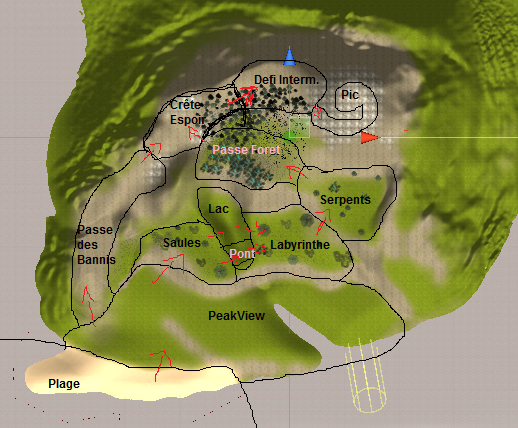 Defi Interm.
Pic
Crête
Espoir
Passe Foret
Serpents
Lac
Passe
des
Bannis
Saules
Labyrinthe
Pont
PeakView
Plage